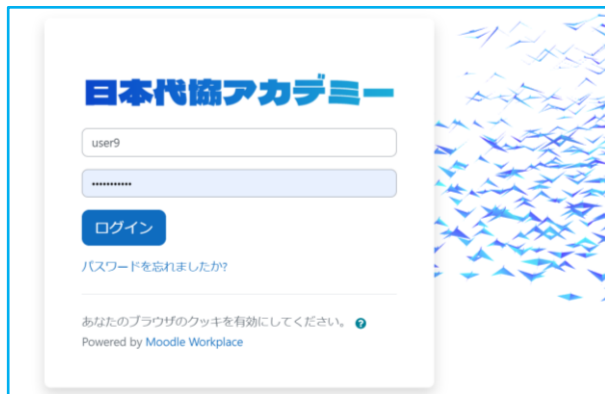 日本代協アカデミー
user9
•••••••••••
ログイン
パスワードを忘れましたか?
あなたのブラウザのクッキーを有効にしてください。 ?
Powered by Moodle Workplace